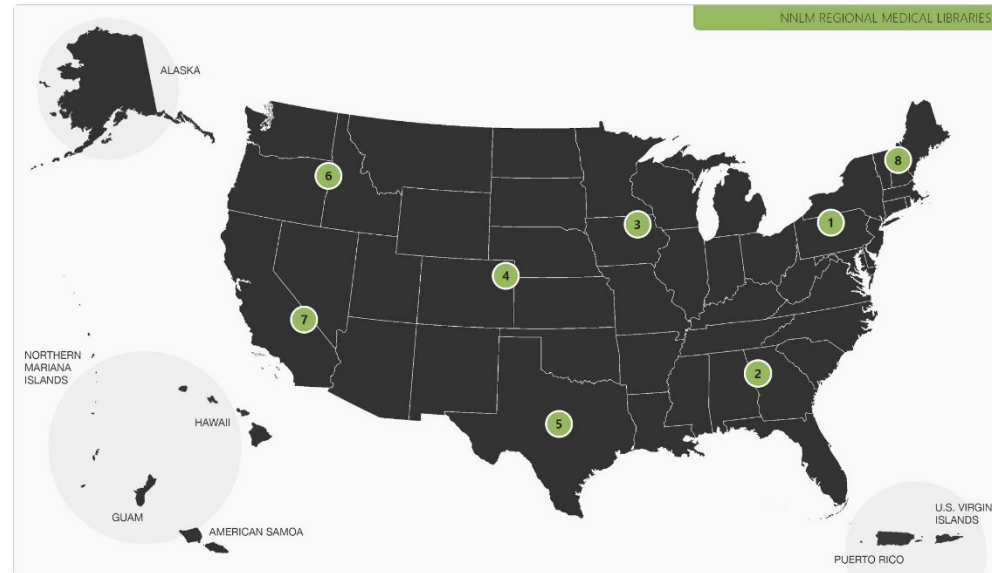 NNLM REGIONAL MEDICAL LIBRARIES
ALASKA
8
6
1
3
4
7
NORTHERN
MARIANA
ISLANDS
2
HAWAII
5
GUAM
AMERICAN SAMOA
U.S. VIRGIN
ISLANDS
PUERTO RICO